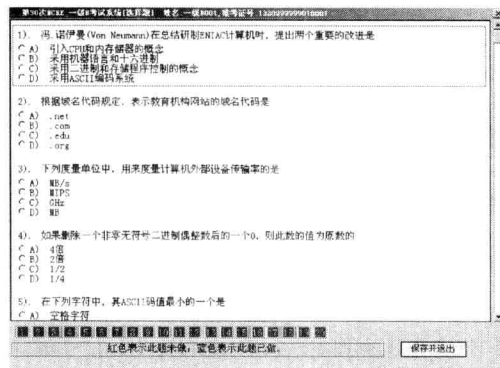 1)． 冯.诺伊曼(Von Neumann)在总结研制ENIAC计算机时，提出两个重要的改进是
A) 引入CPU和内存储器的概念
B) 采用机器语言和十六进制
C) 采用二进制和存储程序控制的概念
D) 采用ASCII编码系统
2)． 根据域名代码规定，表示教育机构网站的域名代码是
A) .net
B) .com
C) .edu
D) .org
3)． 下列度量单位中，用来度量计算机外部设备传输率的是
A) MB/s
B) MIPS
C) GHz
D) MB
4)． 如果删除一个非零无符号二进制偶整数后的一个0，则此数的值为原数的
A) 4倍
B) 2倍
C) 1/2
D) 1/4
5)． 在下列字符中，其ASCII码值最小的一个是
A) 空格字符
红色表示此题未做，蓝色表示此题已做。
保存并退出